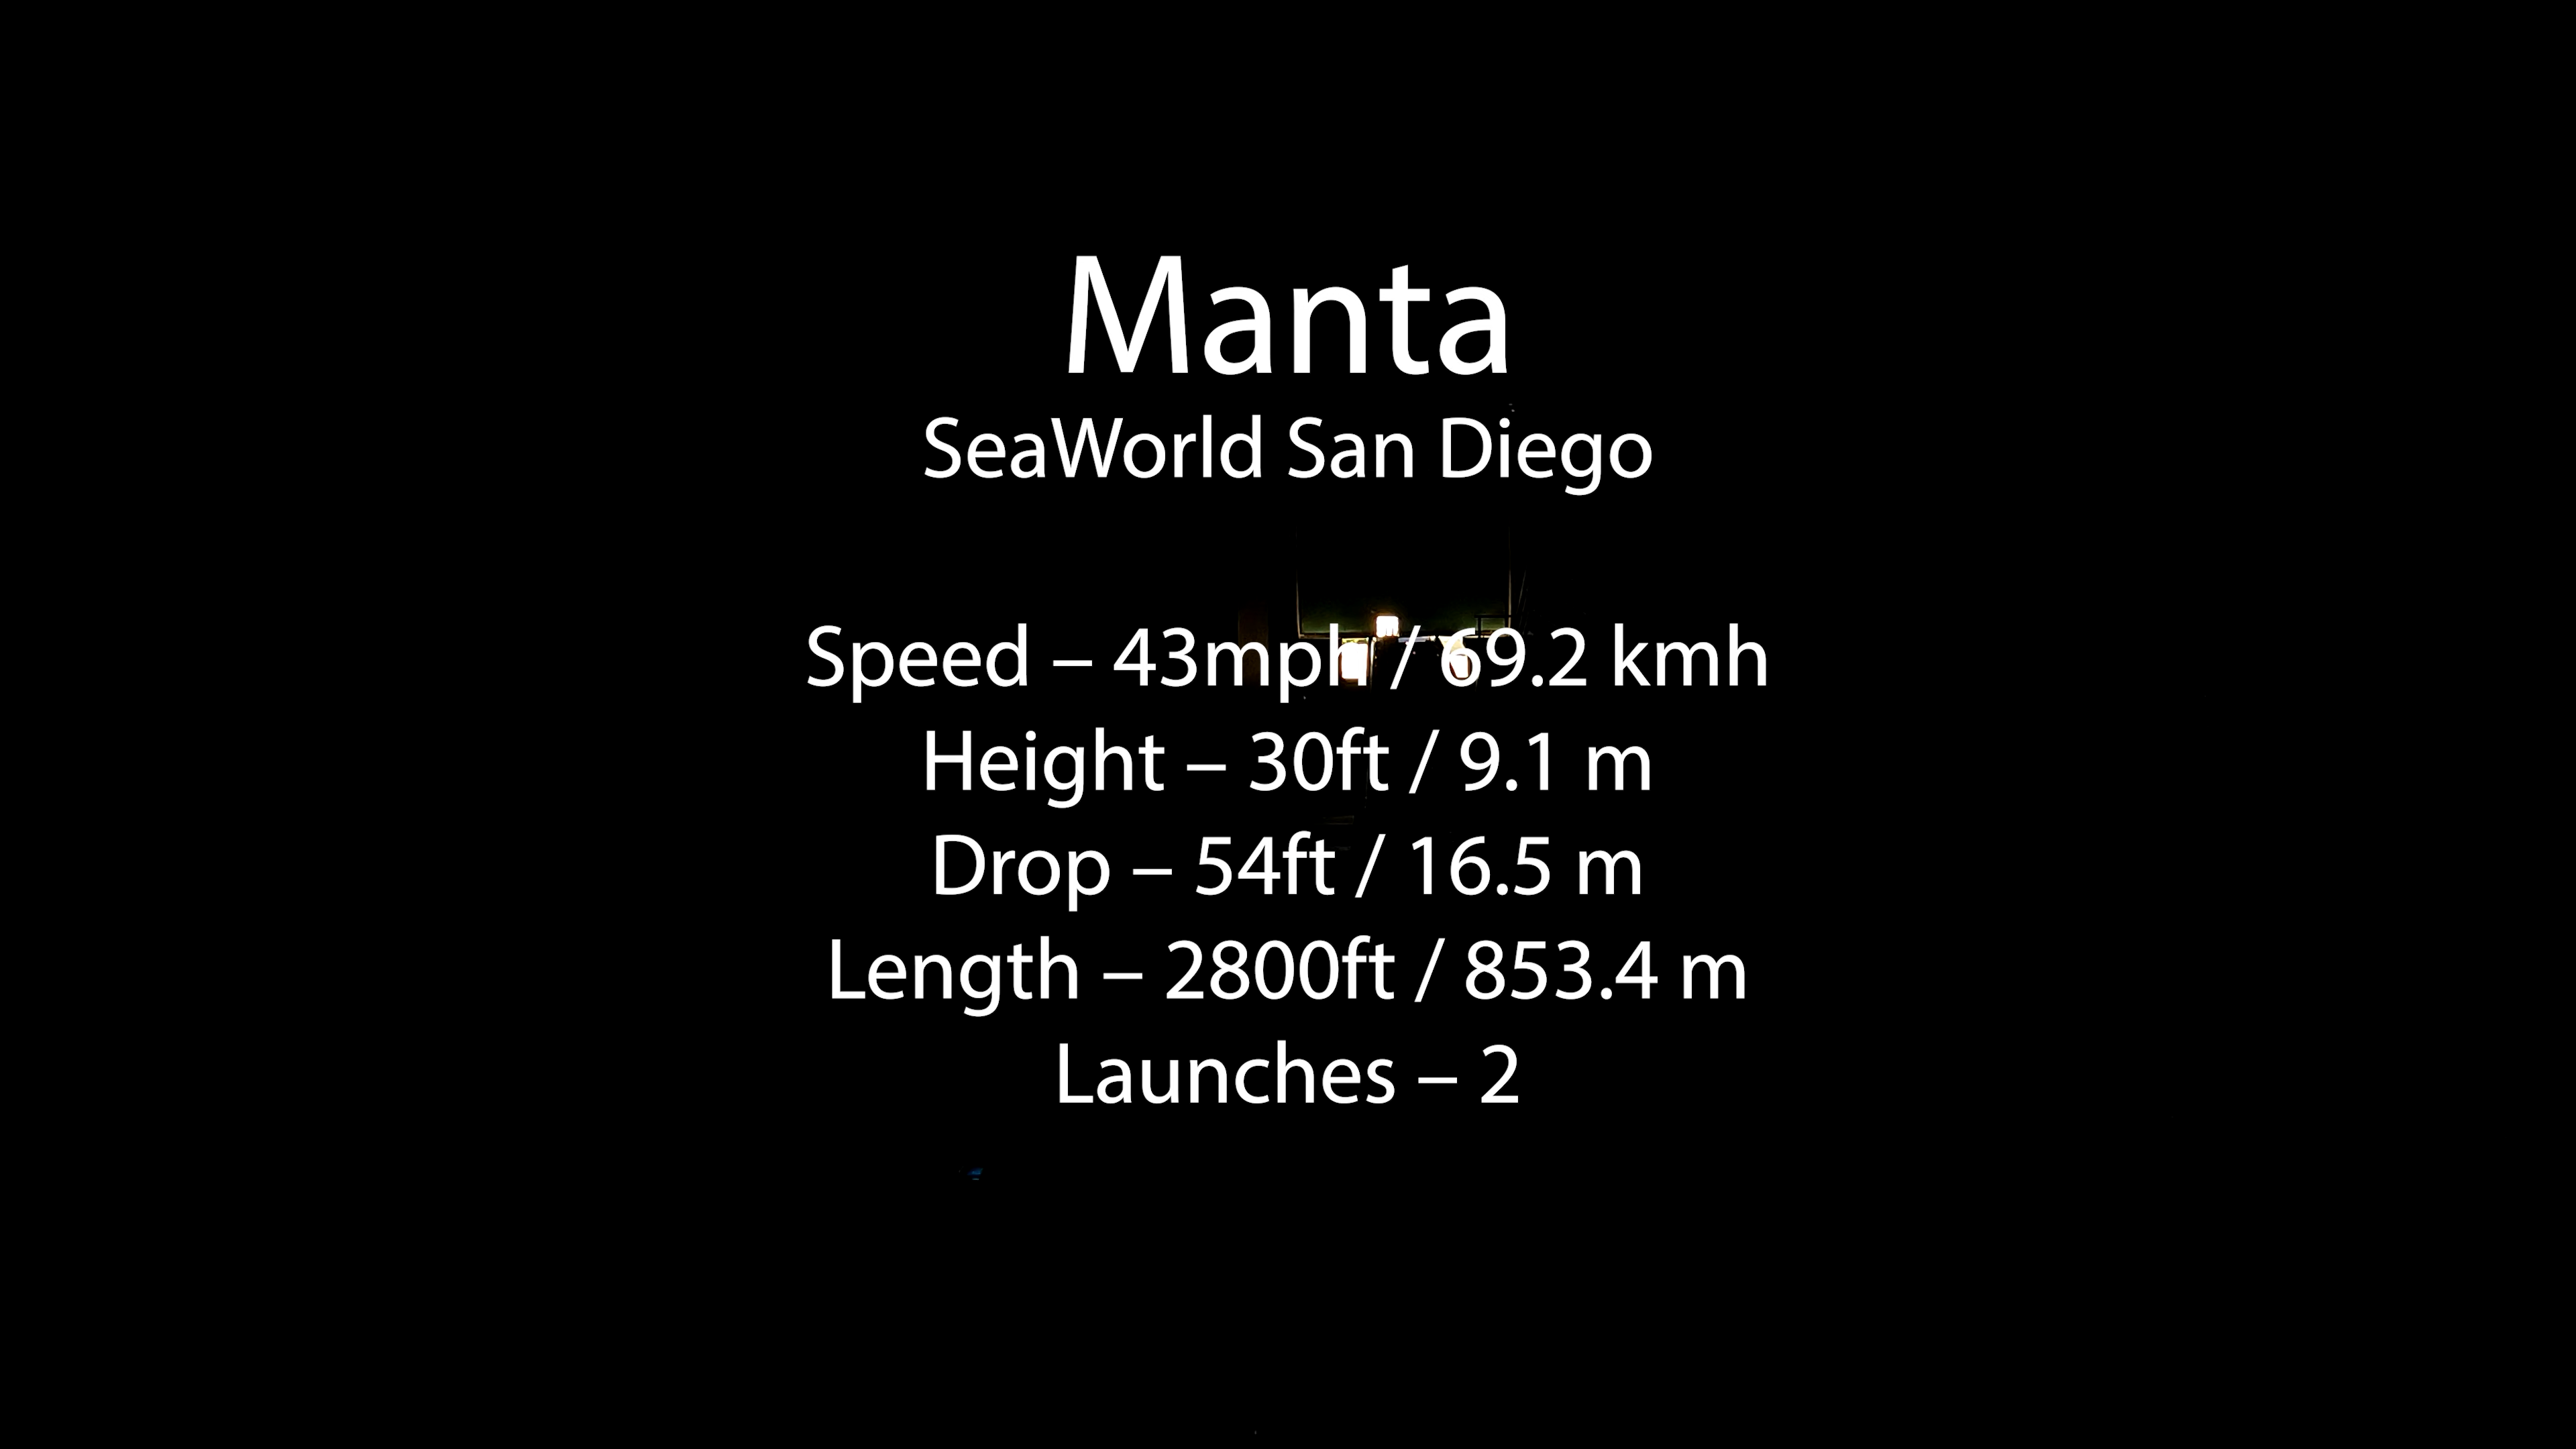 Manta
SeaWorld San Diego
Speed – 43mph / 69.2 kmh
Height – 30ft / 9.1 m
Drop – 54ft / 16.5 m
Length – 2800ft / 853.4 m
Launches – 2